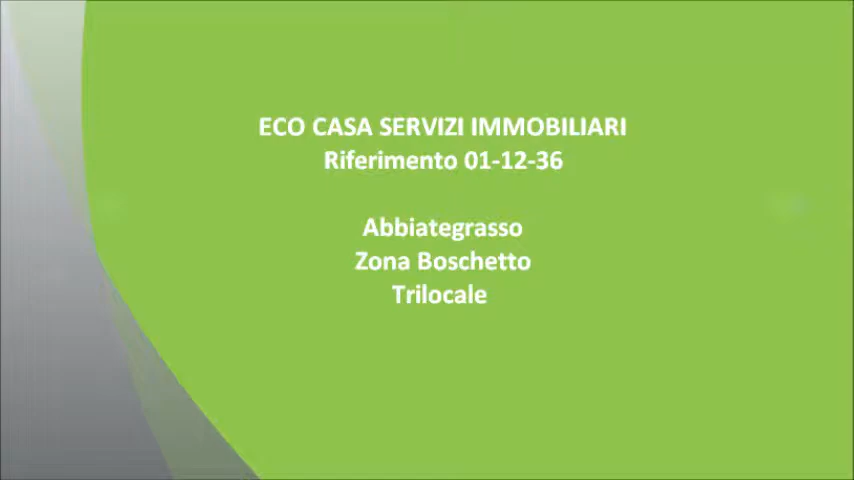 ECO CASA SERVIZI IMMOBILIARI
Riferimento 01-12-36
Abbiategrasso
Zona Boschetto
Trilocale